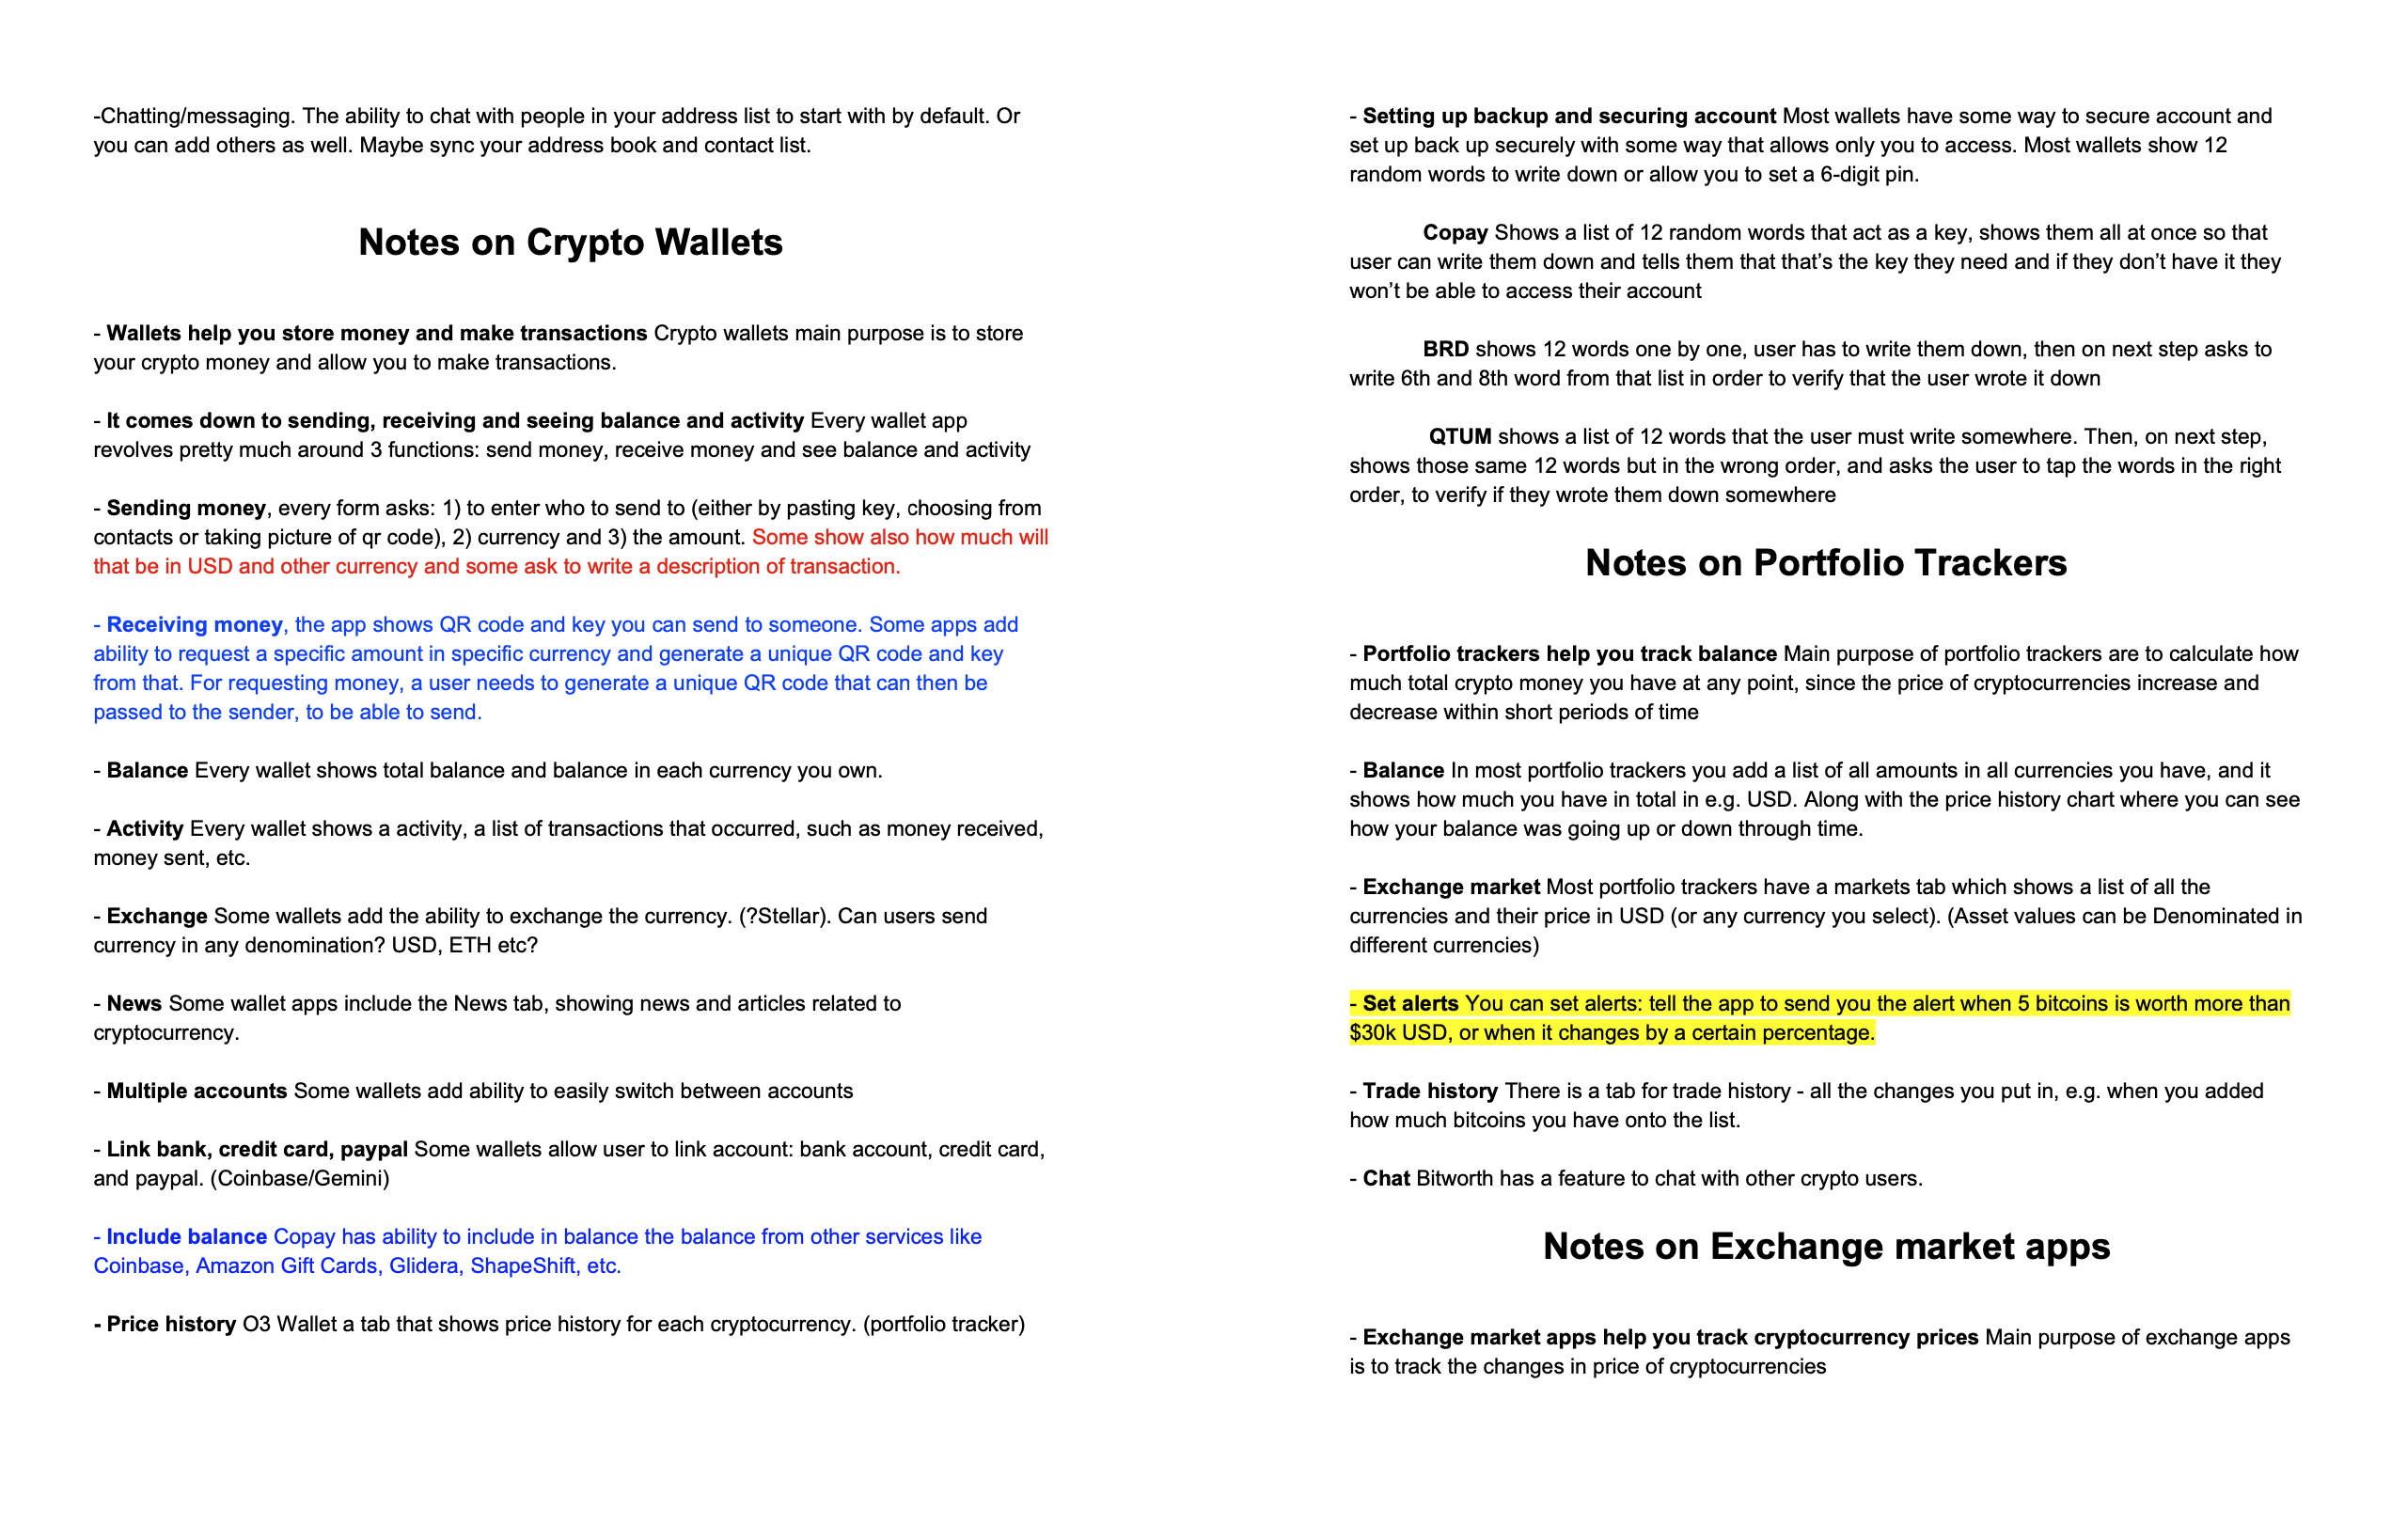 -Chatting/messaging. The ability to chat with people in your address list to start with by default. Or
you can add others as well. Maybe sync your address book and contact list.
Notes on Crypto Wallets
- Wallets help you store money and make transactions Crypto wallets main purpose is to store
your crypto money and allow you to make transactions.
- It comes down to sending, receiving and seeing balance and activity Every wallet app
revolves pretty much around 3 functions: send money, receive money and see balance and activity
- Sending money, every form asks: 1) to enter who to send to (either by pasting key, choosing from
contacts or taking picture of qr code), 2) currency and 3) the amount. Some show also how much will
that be in USD and other currency and some ask to write a description of transaction.
- Receiving money, the app shows QR code and key you can send to someone. Some apps add
ability to request a specific amount in specific currency and generate a unique QR code and key
from that. For requesting money, a user needs to generate a unique QR code that can then be
passed to the sender, to be able to send.
- Balance Every wallet shows total balance and balance in each currency you own.
- Activity Every wallet shows a activity, a list of transactions that occurred, such as money received,
money sent, etc.
- Exchange Some wallets add the ability to exchange the currency. (?Stellar). Can users send
currency in any denomination? USD, ETH etc?
- News Some wallet apps include the News tab, showing news and articles related to
cryptocurrency.
- Multiple accounts Some wallets add ability to easily switch between accounts
- Link bank, credit card, paypal Some wallets allow user to link account: bank account, credit card,
and paypal. (Coinbase/Gemini)
- Include balance Copay has ability to include in balance the balance from other services like
Coinbase, Amazon Gift Cards, Glidera, ShapeShift, etc.
- Price history O3 Wallet a tab that shows price history for each cryptocurrency. (portfolio tracker)
- Setting up backup and securing account Most wallets have some way to secure account and
set up back up securely with some way that allows only you to access. Most wallets show 12
random words to write down or allow you to set a 6-digit pin.
Copay Shows a list of 12 random words that act as a key, shows them all at once so that
user can write them down and tells them that that’s the key they need and if they don’t have it they
won’t be able to access their account
BRD shows 12 words one by one, user has to write them down, then on next step asks to
write 6th and 8th word from that list in order to verify that the user wrote it down
QTUM shows a list of 12 words that the user must write somewhere. Then, on next step,
shows those same 12 words but in the wrong order, and asks the user to tap the words in the right
order, to verify if they wrote them down somewhere
Notes on Portfolio Trackers
- Portfolio trackers help you track balance Main purpose of portfolio trackers are to calculate how
much total crypto money you have at any point, since the price of cryptocurrencies increase and
decrease within short periods of time
- Balance In most portfolio trackers you add a list of all amounts in all currencies you have, and it
shows how much you have in total in e.g. USD. Along with the price history chart where you can see
how your balance was going up or down through time.
- Exchange market Most portfolio trackers have a markets tab which shows a list of all the
currencies and their price in USD (or any currency you select). (Asset values can be Denominated in
different currencies)
- Set alerts You can set alerts: tell the app to send you the alert when 5 bitcoins is worth more than
$30k USD, or when it changes by a certain percentage.
- Trade history There is a tab for trade history - all the changes you put in, e.g. when you added
how much bitcoins you have onto the list.
- Chat Bitworth has a feature to chat with other crypto users.
Notes on Exchange market apps
- Exchange market apps help you track cryptocurrency prices Main purpose of exchange apps
is to track the changes in price of cryptocurrencies